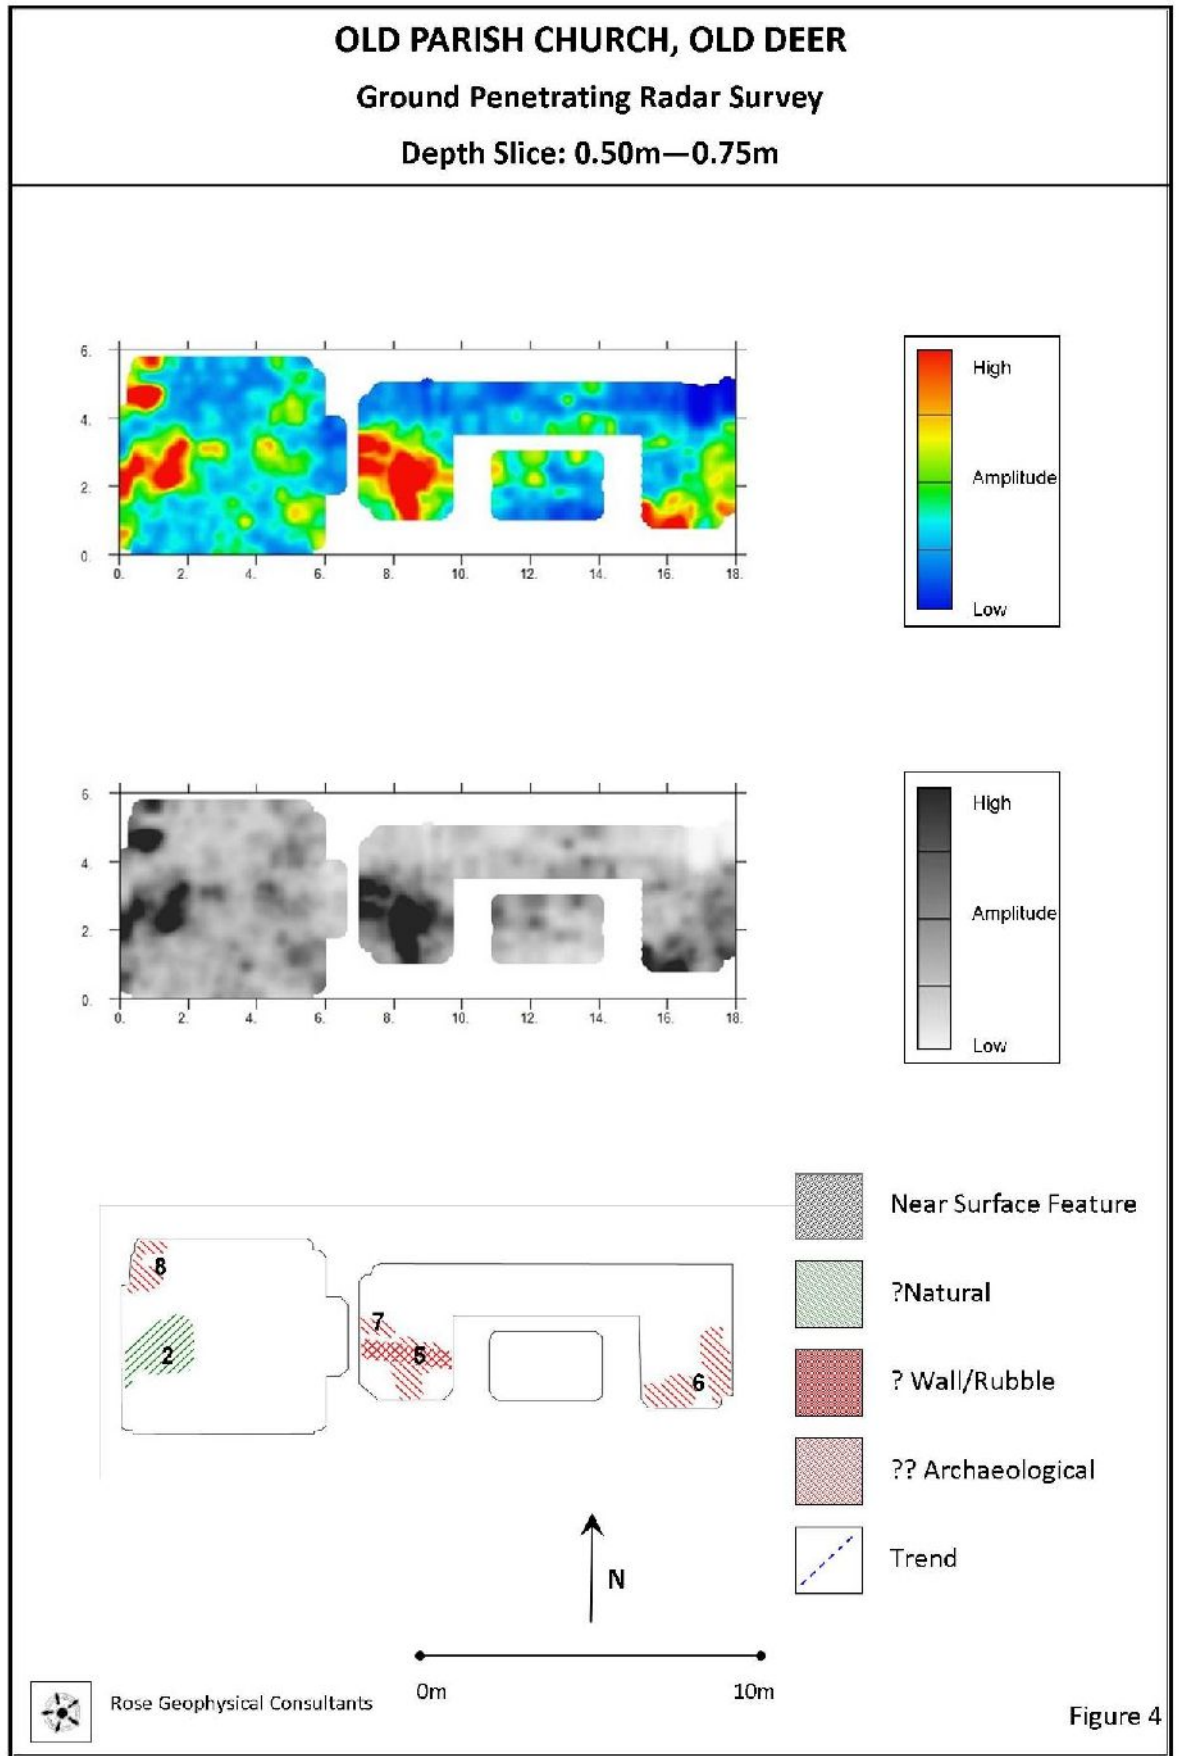 OLD PARISH CHURCH, OLD DEER
Ground Penetrating Radar Survey
Depth Slice: 0.50m—0.75m
6.
4.
2.
0.
0. 2. 4. 6. 8. 10. 12. 14. 16. 18.
High
Amplitude
Low
6.
4.
2.
0.
0. 2. 4. 6. 8. 10. 12. 14. 16. 18.
High
Amplitude
Low
8
7
2
5
6
Near Surface Feature
?Natural
? Wall/Rubble
?? Archaeological
Trend
N
0m 10m
Rose Geophysical Consultants
Figure 4